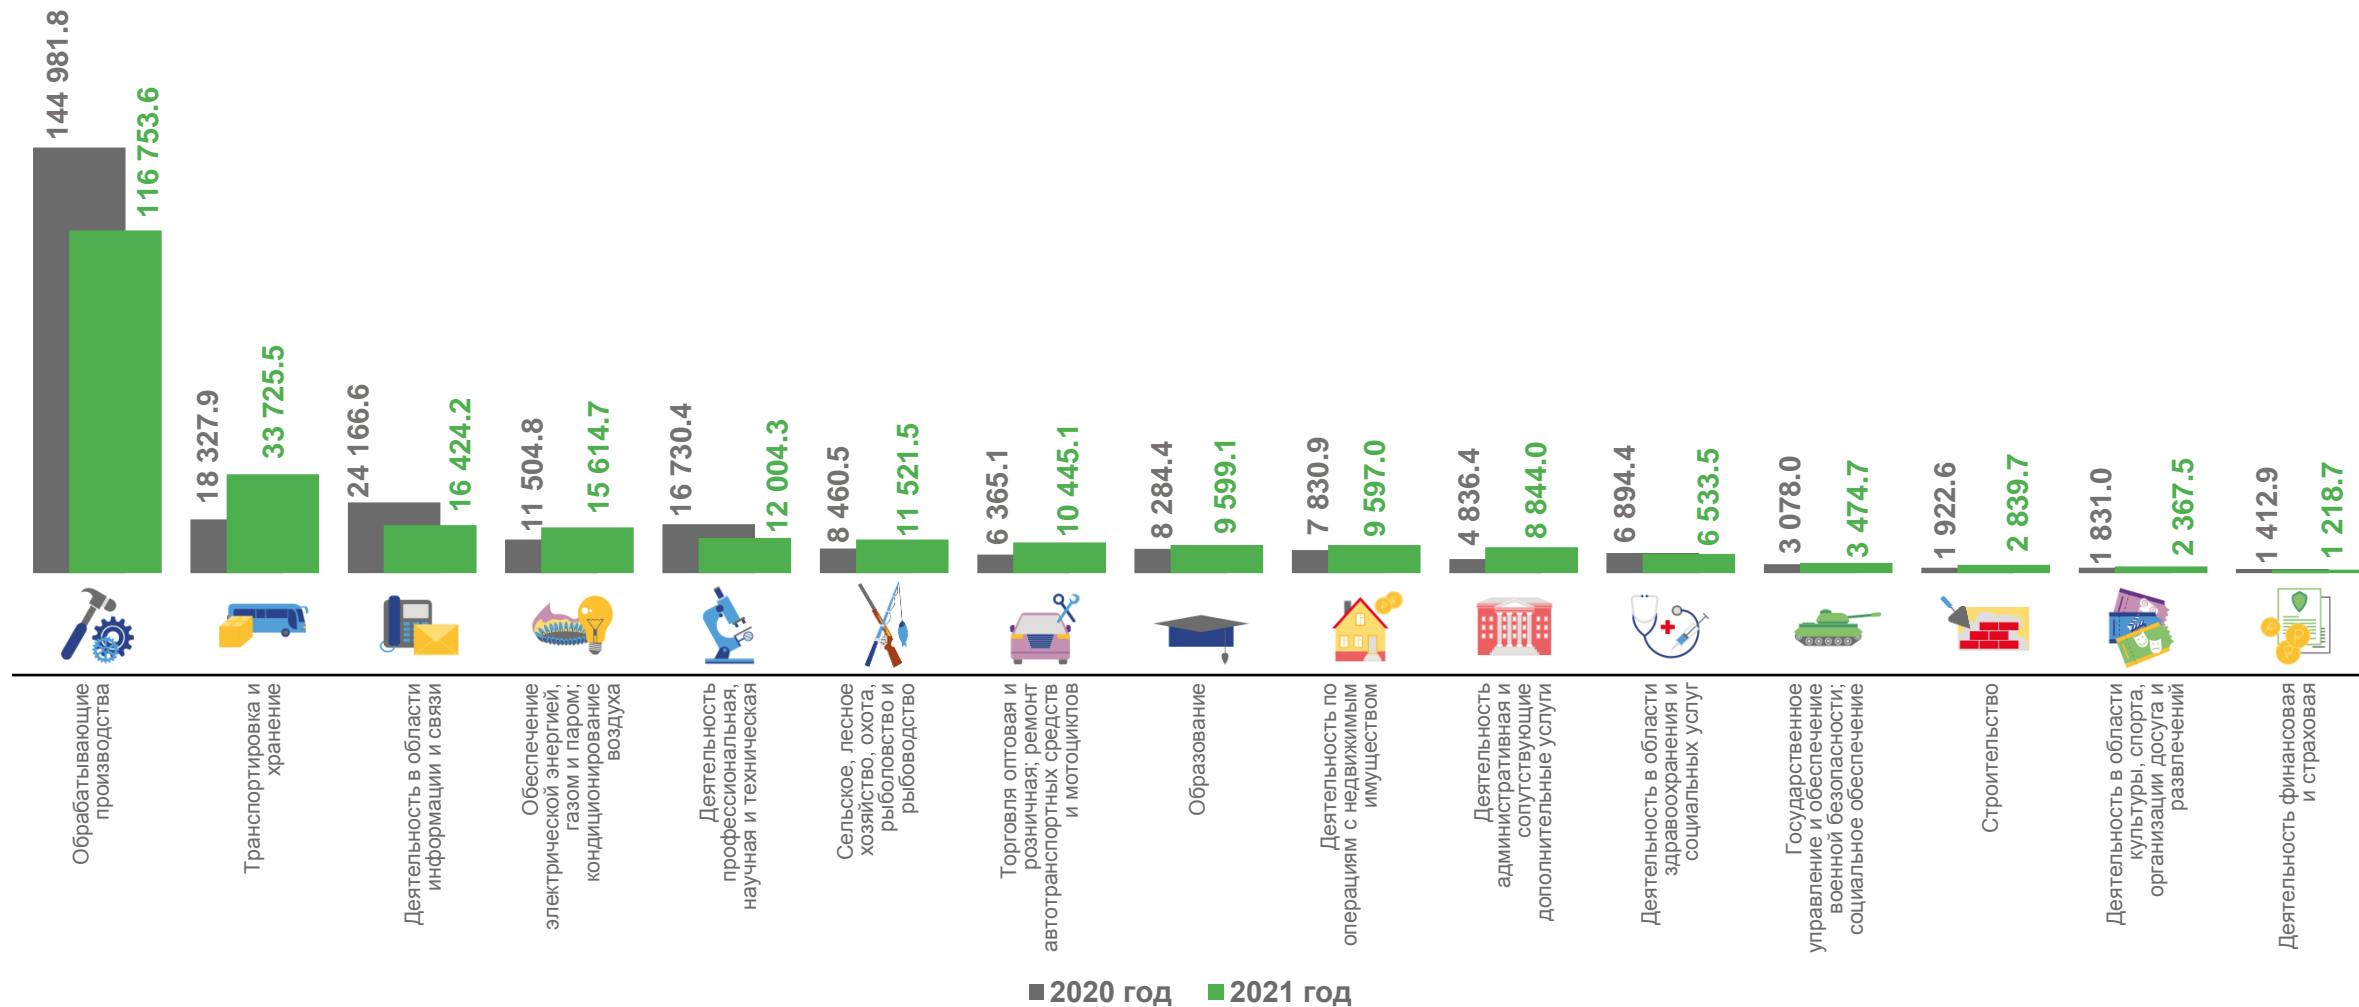 144 981.8
116 753.6
18 327.9
33 725.5
24 166.6
16 424.2
11 504.8
15 614.7
16 730.4
12 004.3
8 460.5
11 521.5
6 365.1
10 445.1
8 284.4
9 599.1
7 830.9
9 597.0
4 836.4
8 844.0
6 894.4
6 533.5
3 078.0
3 474.7
1 922.6
2 839.7
1 831.0
2 367.5
1 412.9
1 218.7
Обрабатывающие
производства
Транспортировка и
хранение
Деятельность в области
информации и связи
Обеспечение
электрической энергией,
газом и паром;
кондиционирование
воздуха
Деятельность
профессиональная,
научная и техническая
Сельское, лесное
хозяйство, охота,
рыболовство и
рыбоводство
Торговля оптовая и
розничная; ремонт
автотранспортных средств
и мотоциклов
Образование
Деятельность по
операциям с недвижимым
имуществом
Деятельность
административная и
сопутствующие
дополнительные услуги
Деятельность в области
здравоохранения и
социальных услуг
Государственное
управление и обеспечение
военной безопасности;
социальное обеспечение
Строительство
Деятельность в области
культуры, спорта,
организации досуга и
развлечений
Деятельность финансовая
и страховая
2020 год
2021 год